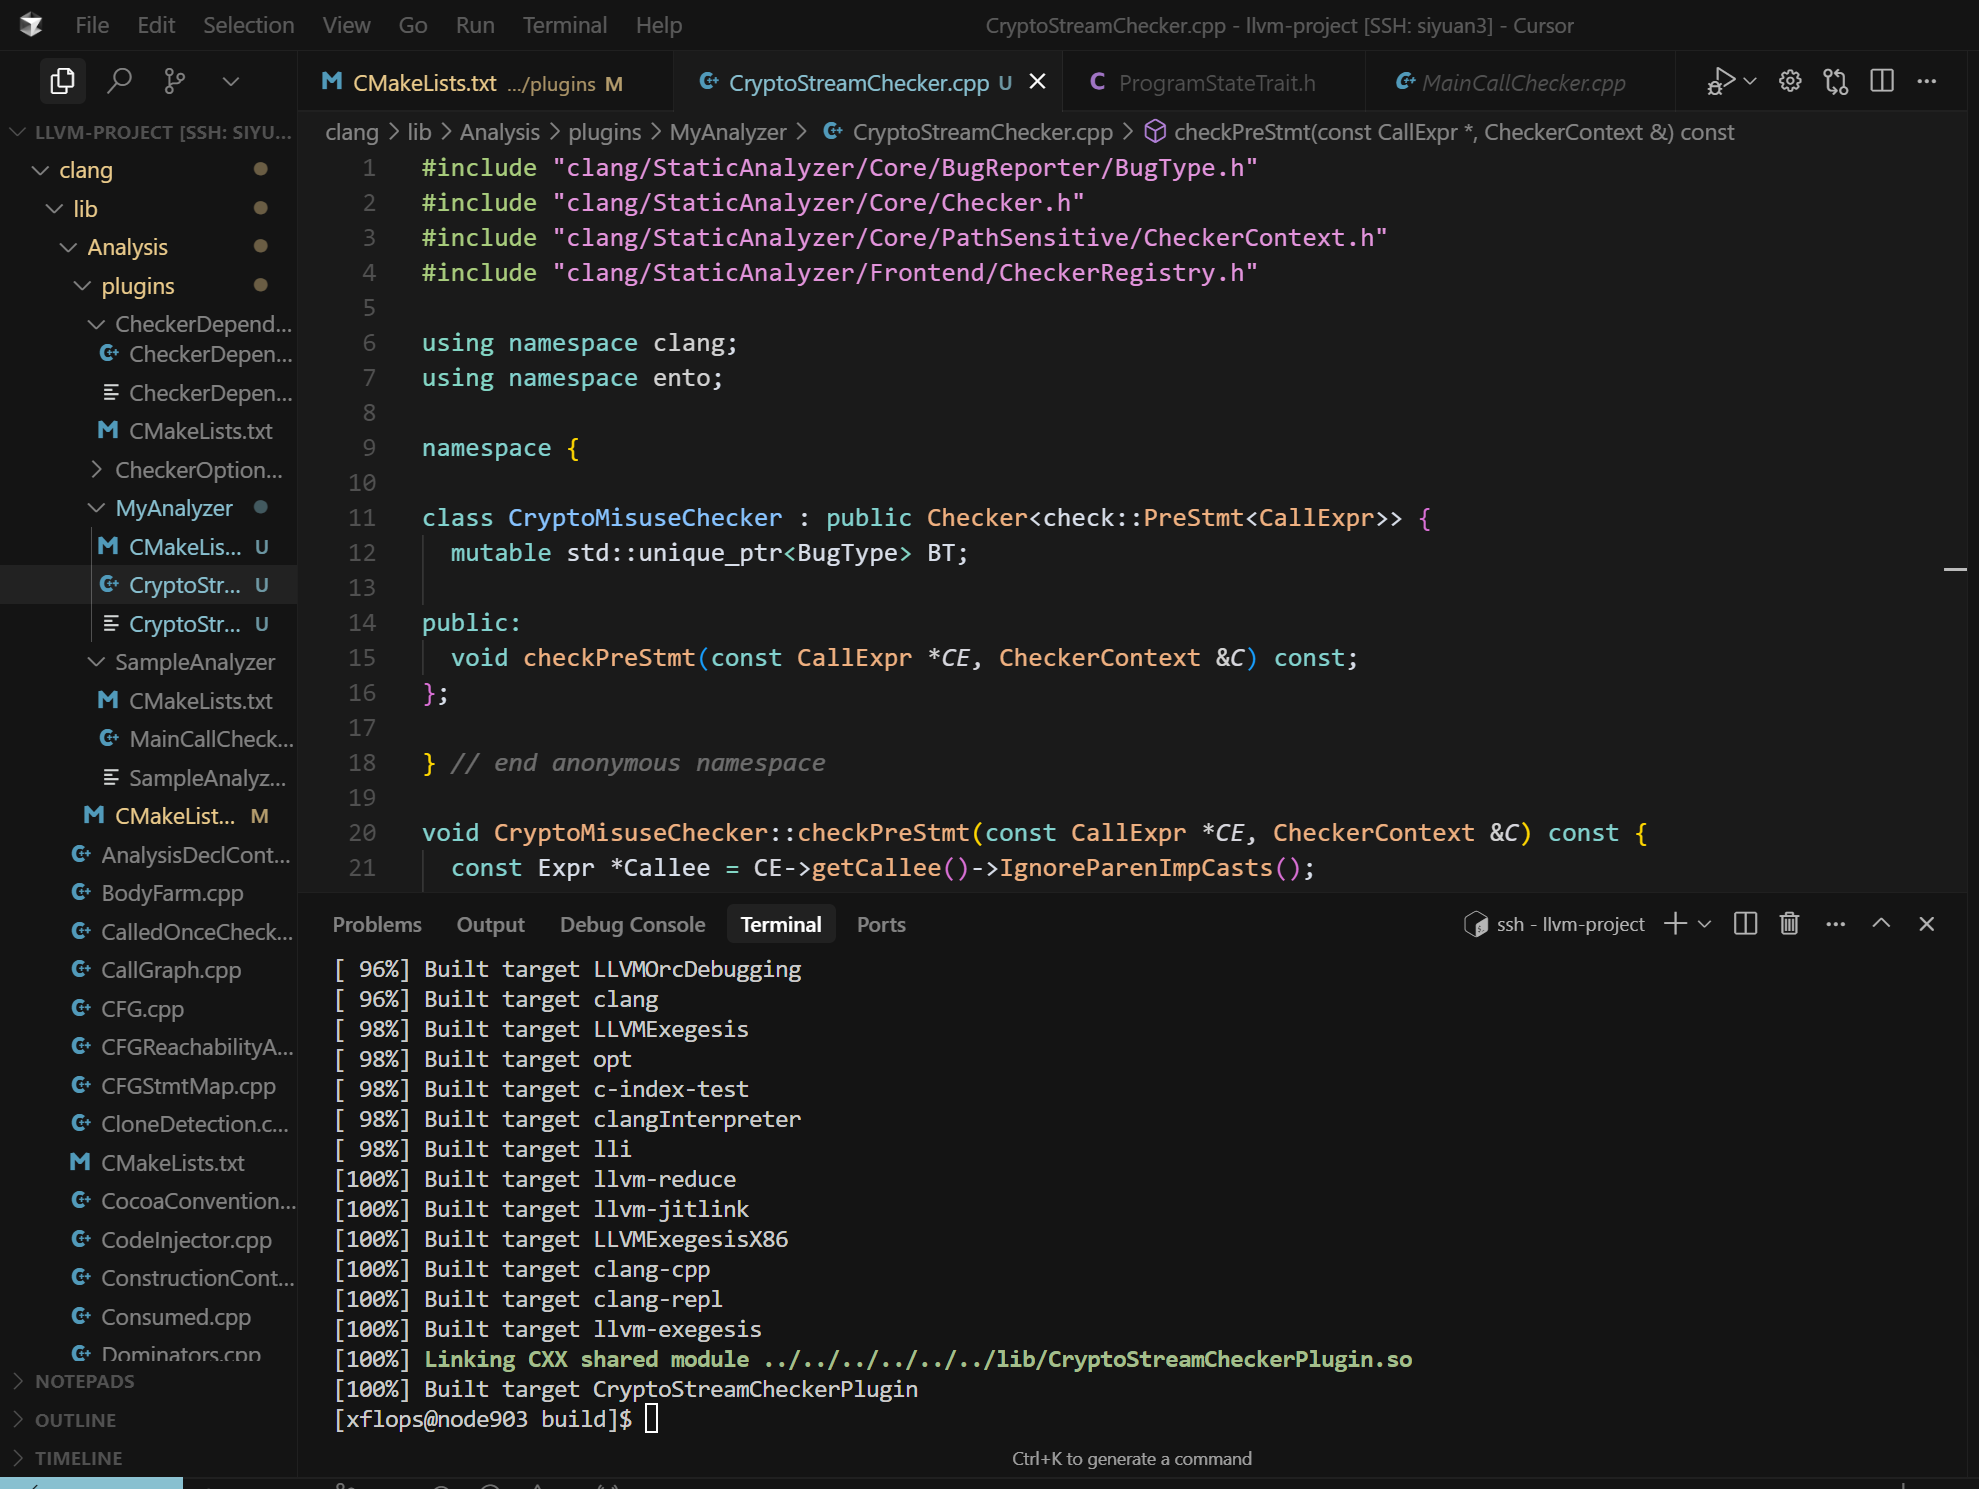 File Edit Selection View Go Run Terminal Help CryptoStreamChecker.cpp - llvm-project [SSH: siyuan3] - Cursor
CMakeLists.txt .../plugins M CryptoStreamChecker.cpp U ProgramStateTrait.h MainCallChecker.cpp
clang > lib > Analysis > plugins > MyAnalyzer > CryptoStreamChecker.cpp > checkPreStmt(const CallExpr *, CheckerContext &) const
LLVM-PROJECT [SSH: SIYU...
clang
lib
Analysis
plugins
CheckerDepend...
CheckerDepen...
CheckerDepen...
CMakeLists.txt
CheckerOption...
MyAnalyzer
CMakeLis... U
CryptoStr... U
CryptoStr... U
SampleAnalyzer
CMakeLists.txt
MainCallCheck...
SampleAnalyz...
CMakeList... M
AnalysisDeclCont...
BodyFarm.cpp
CalledOnceCheck...
CallGraph.cpp
CFG.cpp
CFGReachabilityA...
CFGStmtMap.cpp
CloneDetection.c...
CMakeLists.txt
CocoaConvention...
CodeInjector.cpp
ConstructionCont...
Consumed.cpp
Dominators.cpp
NOTEPADS
OUTLINE
TIMELINE
1 #include "clang/StaticAnalyzer/Core/BugReporter/BugType.h"
2 #include "clang/StaticAnalyzer/Core/Checker.h"
3 #include "clang/StaticAnalyzer/Core/PathSensitive/CheckerContext.h"
4 #include "clang/StaticAnalyzer/Frontend/CheckerRegistry.h"
5
6 using namespace clang;
7 using namespace ento;
8
9 namespace {
10
11 class CryptoMisuseChecker : public Checker<check::PreStmt<CallExpr>> {
12 mutable std::unique_ptr<BugType> BT;
13
14 public:
15 void checkPreStmt(const CallExpr *CE, CheckerContext &C) const;
16 };
17
18 } // end anonymous namespace
19
20 void CryptoMisuseChecker::checkPreStmt(const CallExpr *CE, CheckerContext &C) const {
21 const Expr *Callee = CE->getCallee()->IgnoreParenImpCasts();
Problems Output Debug Console Terminal Ports ssh - llvm-project
[ 96%] Built target LLVMOrcDebugging
[ 96%] Built target clang
[ 98%] Built target LLVMExegesis
[ 98%] Built target opt
[ 98%] Built target c-index-test
[ 98%] Built target clangInterpreter
[ 98%] Built target lli
[100%] Built target llvm-reduce
[100%] Built target llvm-jitlink
[100%] Built target LLVMExegesisX86
[100%] Built target clang-cpp
[100%] Built target clang-repl
[100%] Built target llvm-exegesis
[100%] Linking CXX shared module ../../../../../../lib/CryptoStreamCheckerPlugin.so
[100%] Built target CryptoStreamCheckerPlugin
[xflops@node903 build]$
Ctrl+K to generate a command